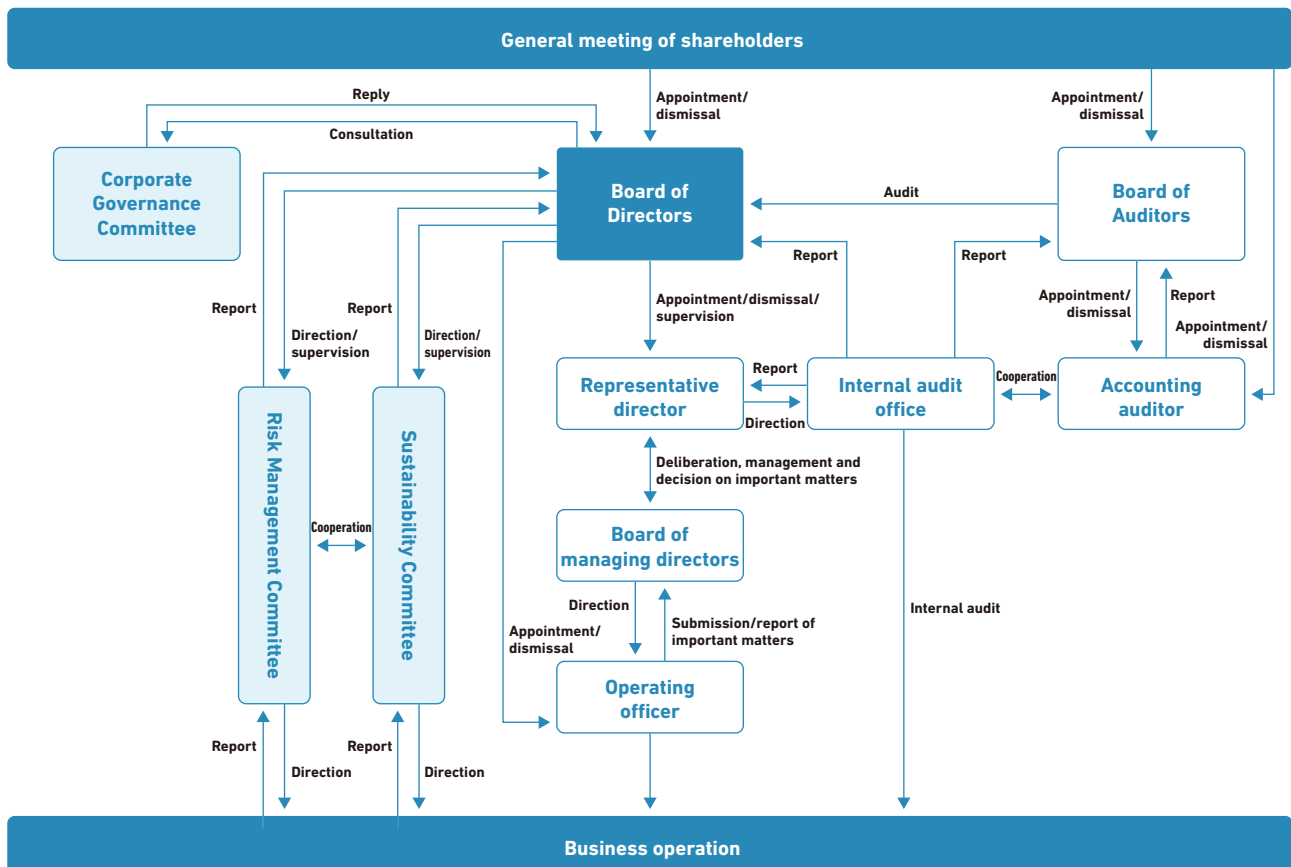 General meeting of shareholders
Reply
Consultation
Appointment/
dismissal
Appointment/
dismissal
Corporate
Governance
Committee
Board of
Directors
Audit
Board of
Auditors
Report
Report
Report
Direction/
supervision
Report
Direction/
supervision
Appointment/dismissal/
supervision
Appointment/
dismissal
Report
Appointment/
dismissal
Representative
director
Report
Direction
Internal audit
office
Cooperation
Accounting
auditor
Risk Management Committee
Cooperation
Sustainability Committee
Deliberation, management and
decision on important matters
Board of
managing directors
Direction
Submission/report of
important matters
Appointment/
dismissal
Internal audit
Operating
officer
Report
Direction
Report
Direction
Business operation